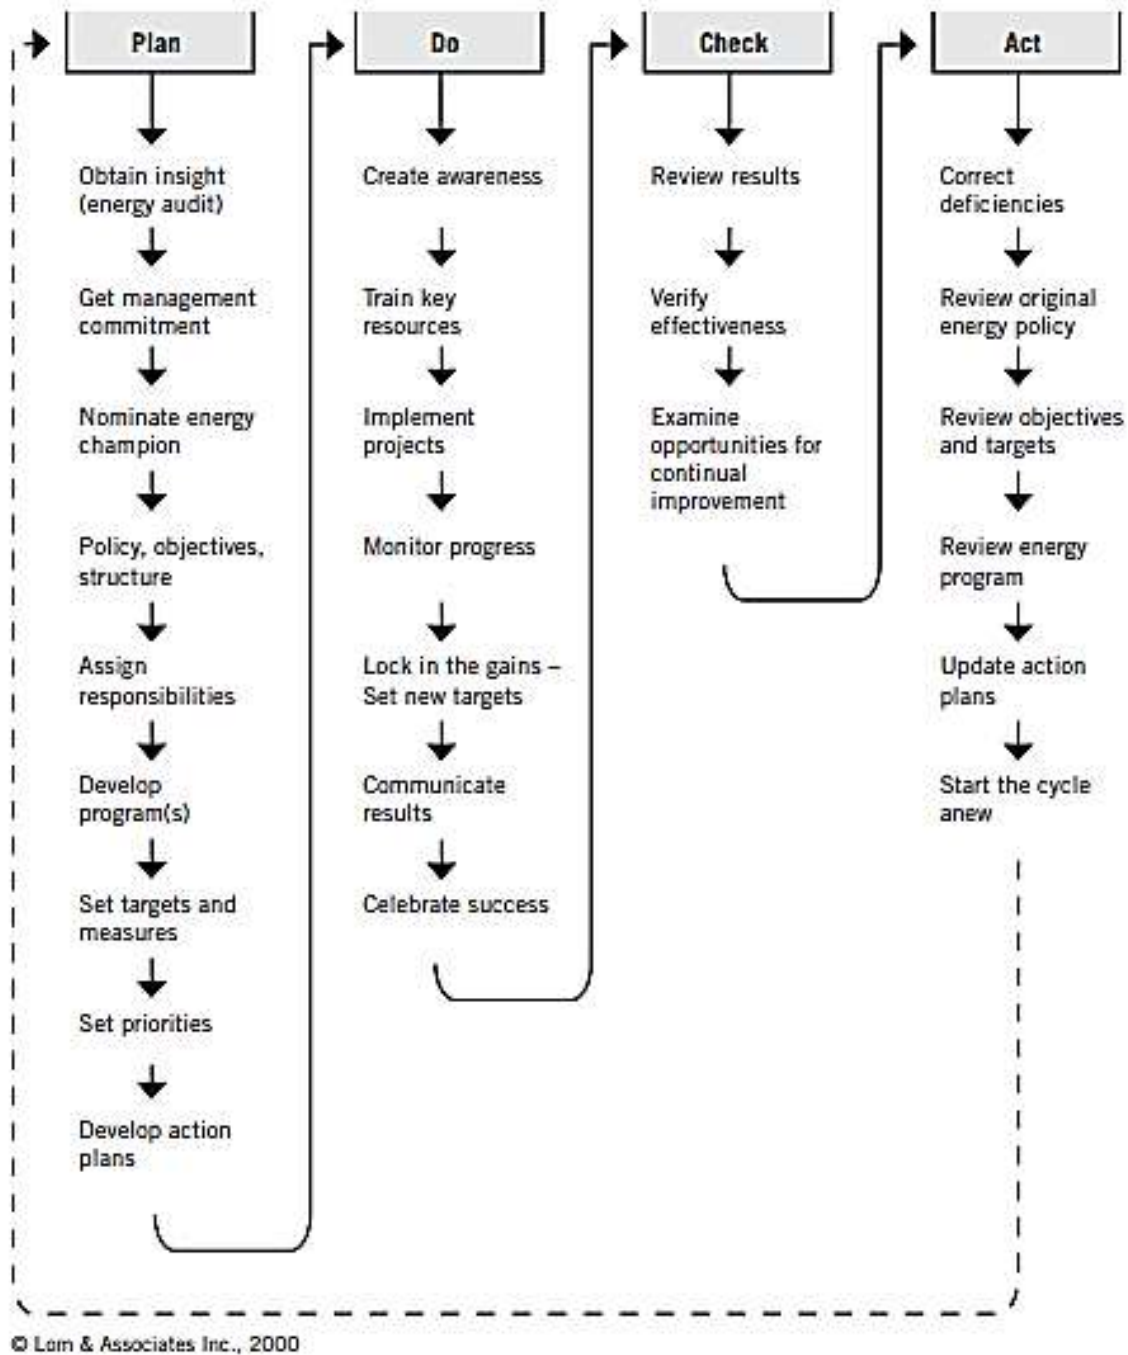 Plan
Obtain insight
(energy audit)
Get management
commitment
Nominate energy
champion
Policy, objectives,
structure
Assign
responsibilities
Develop
program(s)
Set targets and
measures
Set priorities
Develop action
plans
Do
Create awareness
Train key
resources
Implement
projects
Monitor progress
Lock in the gains –
Set new targets
Communicate
results
Celebrate success
Check
Review results
Verify
effectiveness
Examine
opportunities for
continual
improvement
Act
Correct
deficiencies
Review original
energy policy
Review objectives
and targets
Review energy
program
Update action
plans
Start the cycle
anew
© Lom & Associates Inc., 2000